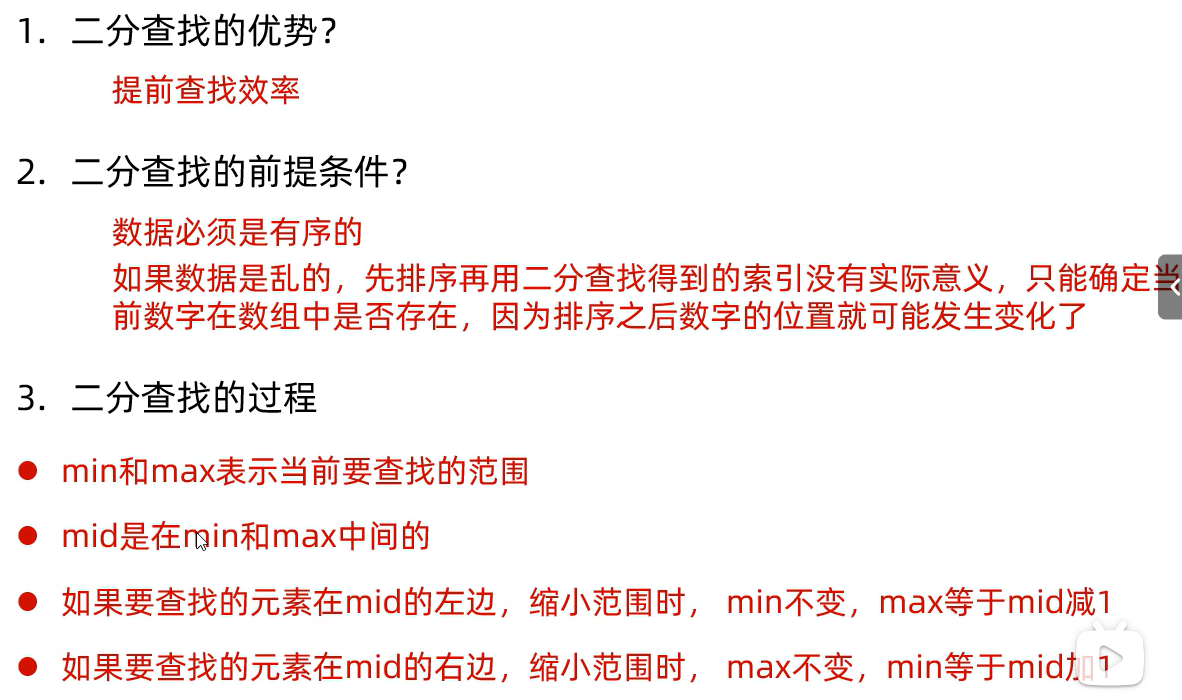 1. 二分查找的优势？
提前查找效率
2. 二分查找的前提条件？
数据必须是有序的
如果数据是乱的，先排序再用二分查找得到的索引没有实际意义，只能确定当
前数字在数组中是否存在，因为排序之后数字的位置就可能发生变化了
3. 二分查找的过程
● min和max表示当前要查找的范围
● mid是在min和max中间的
● 如果要查找的元素在mid的左边，缩小范围时， min不变，max等于mid减1
● 如果要查找的元素在mid的右边，缩小范围时， max不变，min等于mid加1